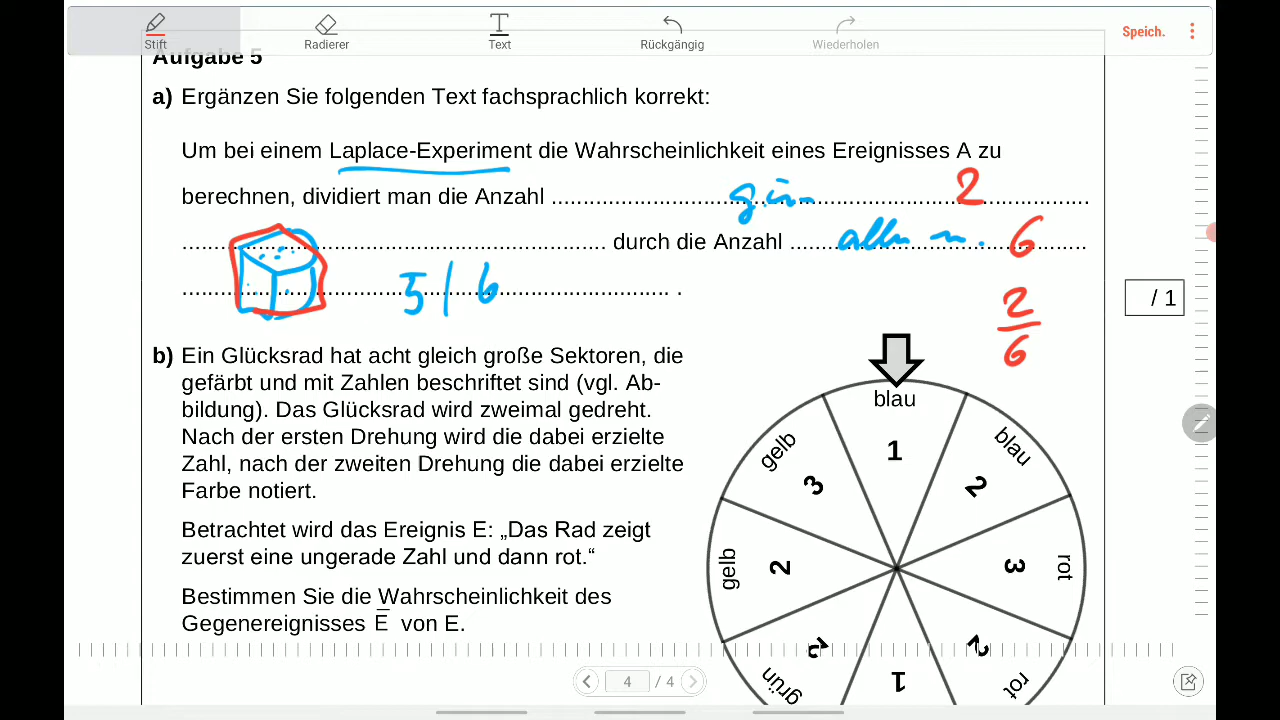 Stift
Radierer
Text
Rückgängig
Wiederholen
Speich.
Aufgabe 5
a) Ergänzen Sie folgenden Text fachsprachlich korrekt:
Um bei einem Laplace-Experiment die Wahrscheinlichkeit eines Ereignisses A zu
berechnen, dividiert man die Anzahl ........ 2
........ durch die Anzahl ........ 6
........ 5 | 6 ........ .
2
6
/ 1
b) Ein Glücksrad hat acht gleich große Sektoren, die
gefärbt und mit Zahlen beschriftet sind (vgl. Ab-
bildung). Das Glücksrad wird zweimal gedreht.
Nach der ersten Drehung wird die dabei erzielte
Zahl, nach der zweiten Drehung die dabei erzielte
Farbe notiert.
Betrachtet wird das Ereignis E: „Das Rad zeigt
zuerst eine ungerade Zahl und dann rot.“
Bestimmen Sie die Wahrscheinlichkeit des
Gegenereignisses E̅ von E.
blau
1
blau
2
rot
3
rot
2
1
grün
gelb
2
gelb
3
4 / 4